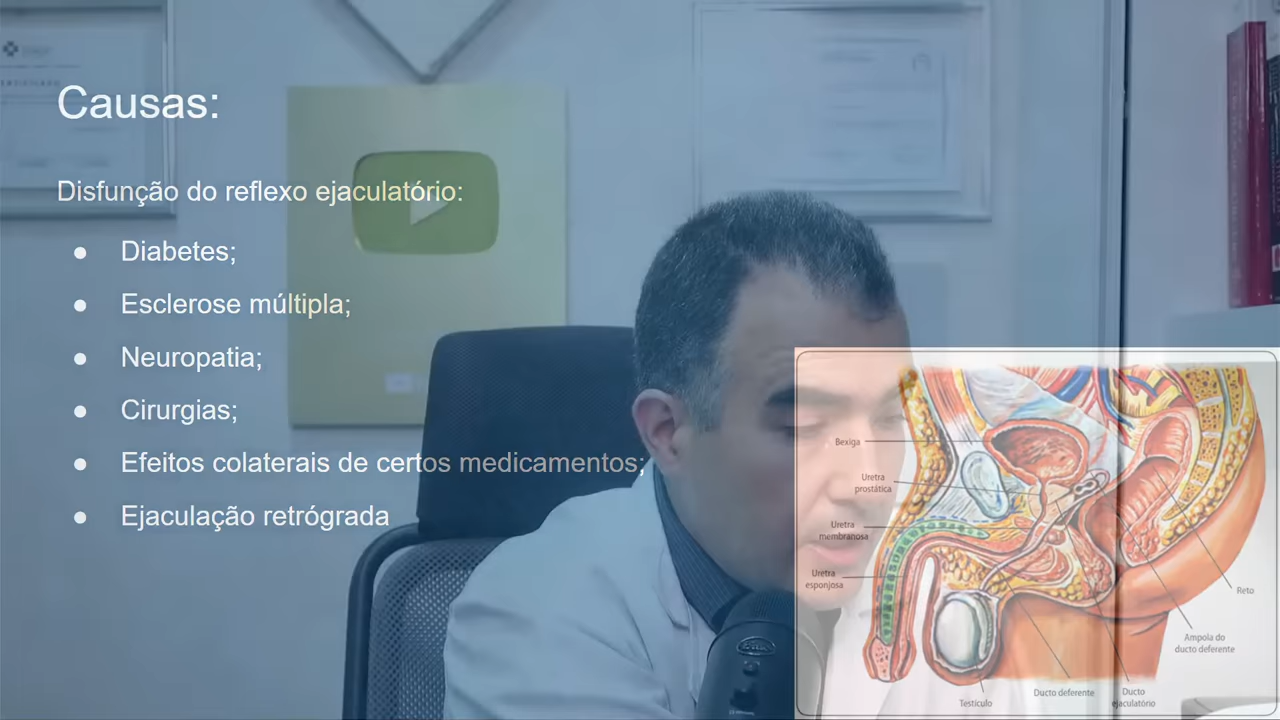 Causas:
Disfunção do reflexo ejaculatório:
● Diabetes;
● Esclerose múltipla;
● Neuropatia;
● Cirurgias;
● Efeitos colaterais de certos medicamentos;
● Ejaculação retrógrada
Bexiga
Uretra
prostática
Uretra
membranosa
Uretra
esponjosa
Reto
Ampola do
ducto deferente
Ducto deferente
Ducto
ejaculatório
Testículo